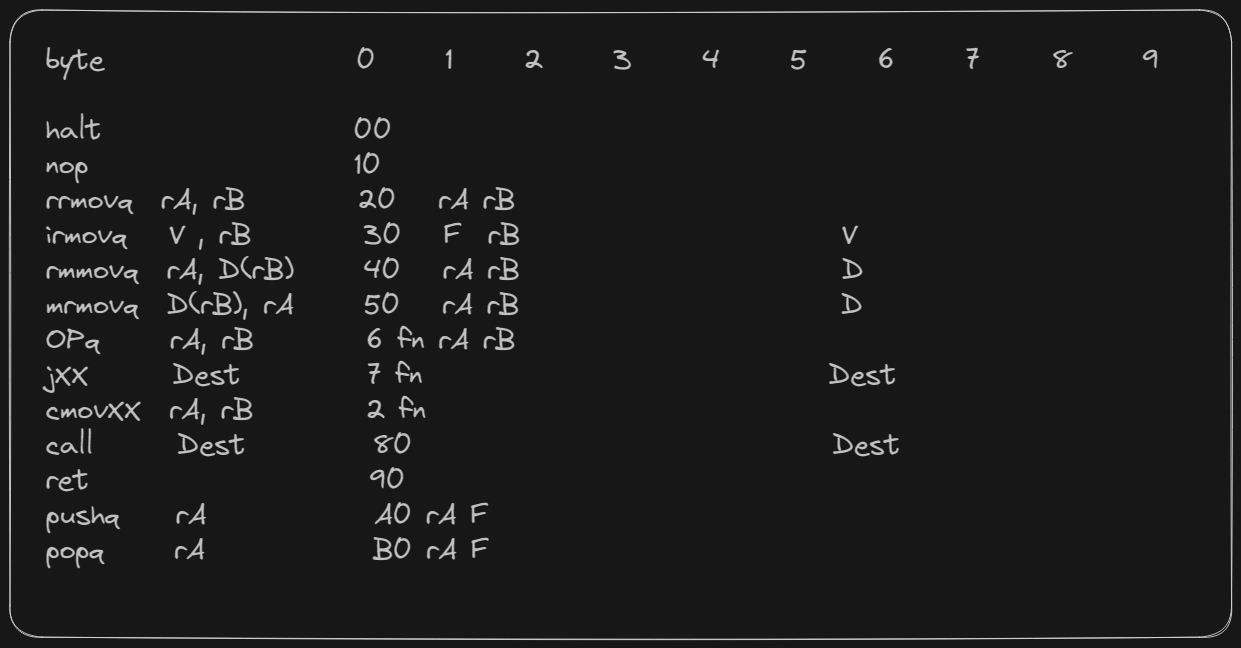 byte 0 1 2 3 4 5 6 7 8 9
halt 00
nop 10
rrmovq rA, rB 20 rA rB
irmovq V , rB 30 F rB V
rmmovq rA, D(rB) 40 rA rB D
mrmovq D(rB), rA 50 rA rB D
OPq rA, rB 6 fn rA rB
jXX Dest 7 fn Dest
cmovXX rA, rB 2 fn
call Dest 80 Dest
ret 90
pushq rA A0 rA F
popq rA B0 rA F